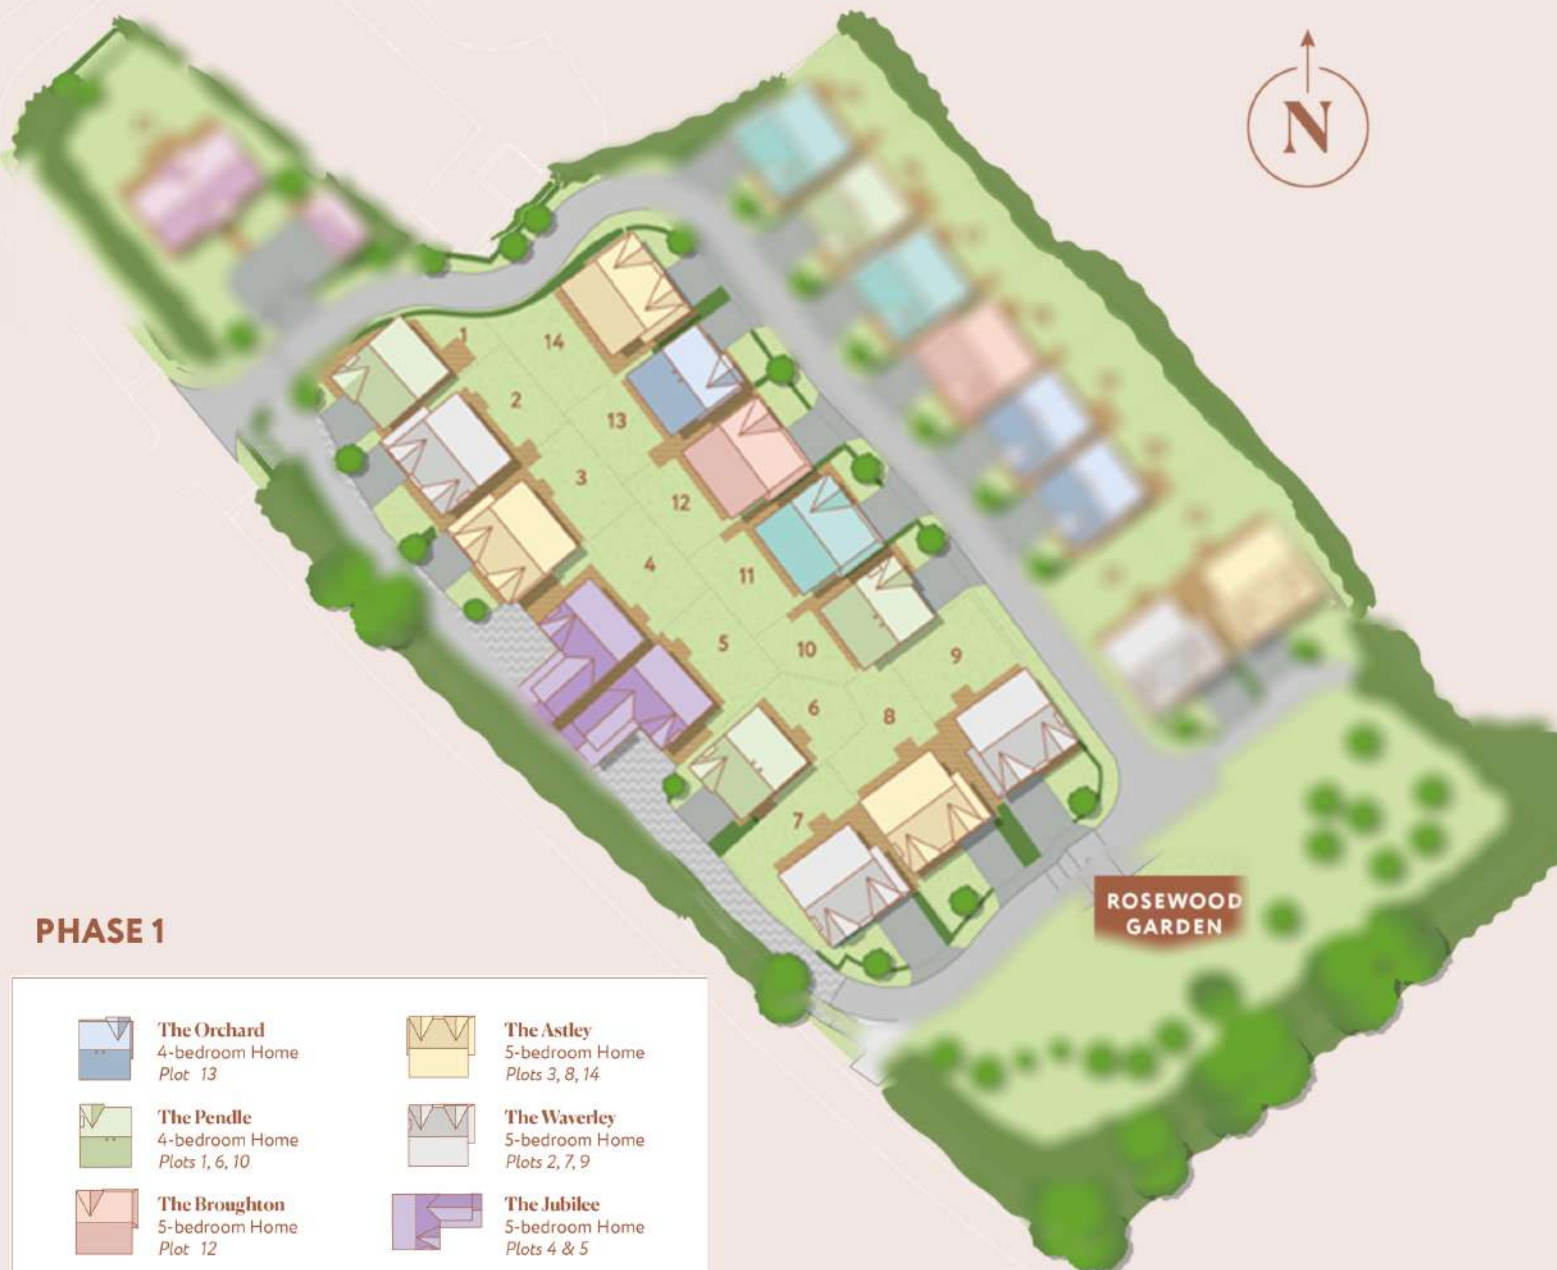 N
1
14
2
13
3
12
4
11
5
10
9
6
8
7
ROSEWOOD
GARDEN
PHASE 1
The Orchard
4-bedroom Home
Plot 13
The Astley
5-bedroom Home
Plots 3, 8, 14
The Pendle
4-bedroom Home
Plots 1, 6, 10
The Waverley
5-bedroom Home
Plots 2, 7, 9
The Broughton
5-bedroom Home
Plot 12
The Jubilee
5-bedroom Home
Plots 4 & 5